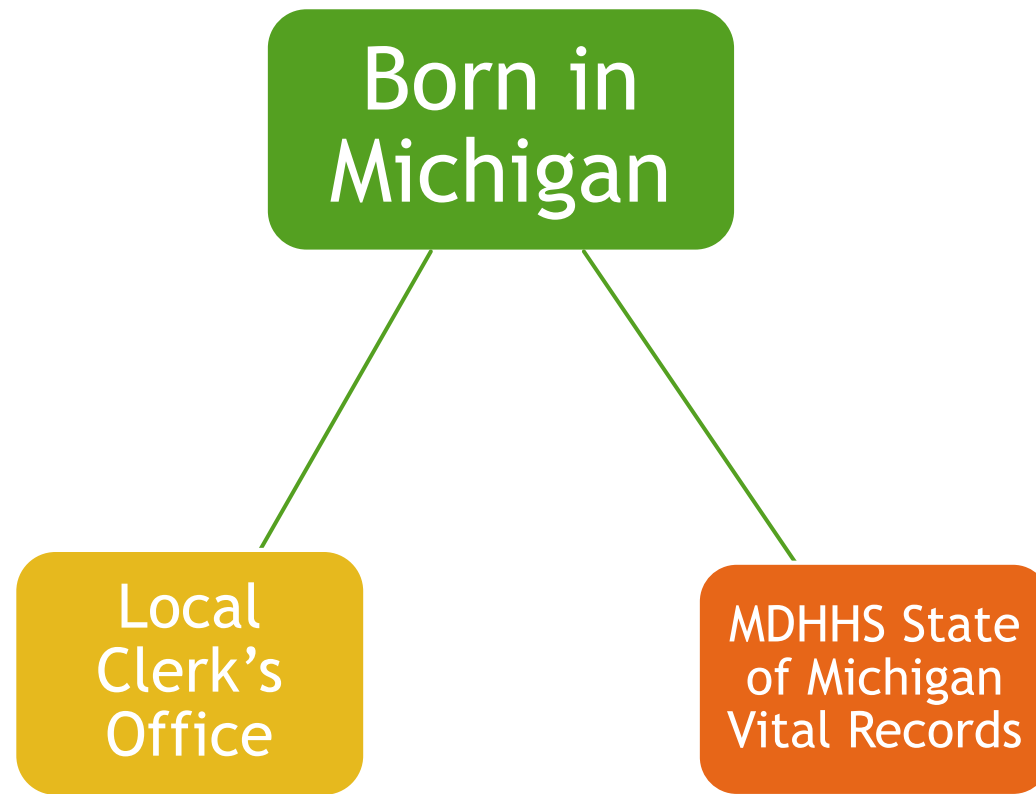 Born in
Michigan
Local
Clerk’s
Office
MDHHS State
of Michigan
Vital Records